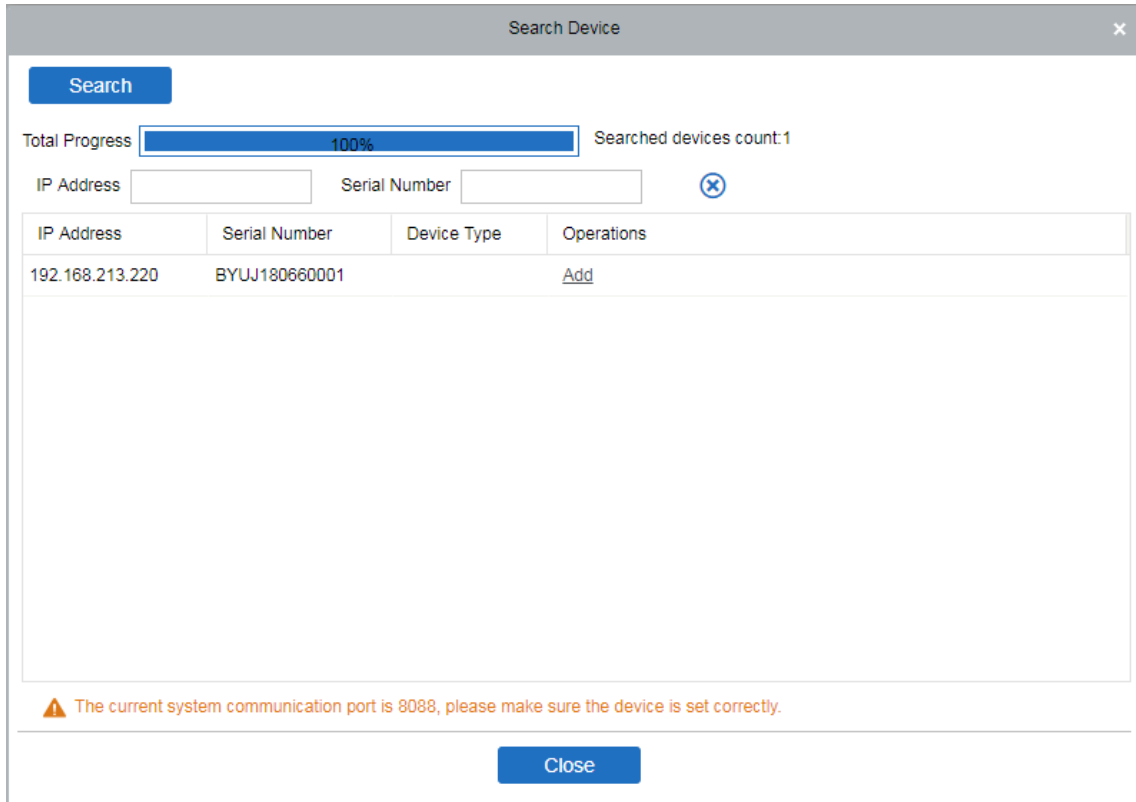 Search Device
Search
Total Progress 100% Searched devices count:1
IP Address Serial Number
IP Address Serial Number Device Type Operations
192.168.213.220 BYUJ180660001 Add
The current system communication port is 8088, please make sure the device is set correctly.
Close